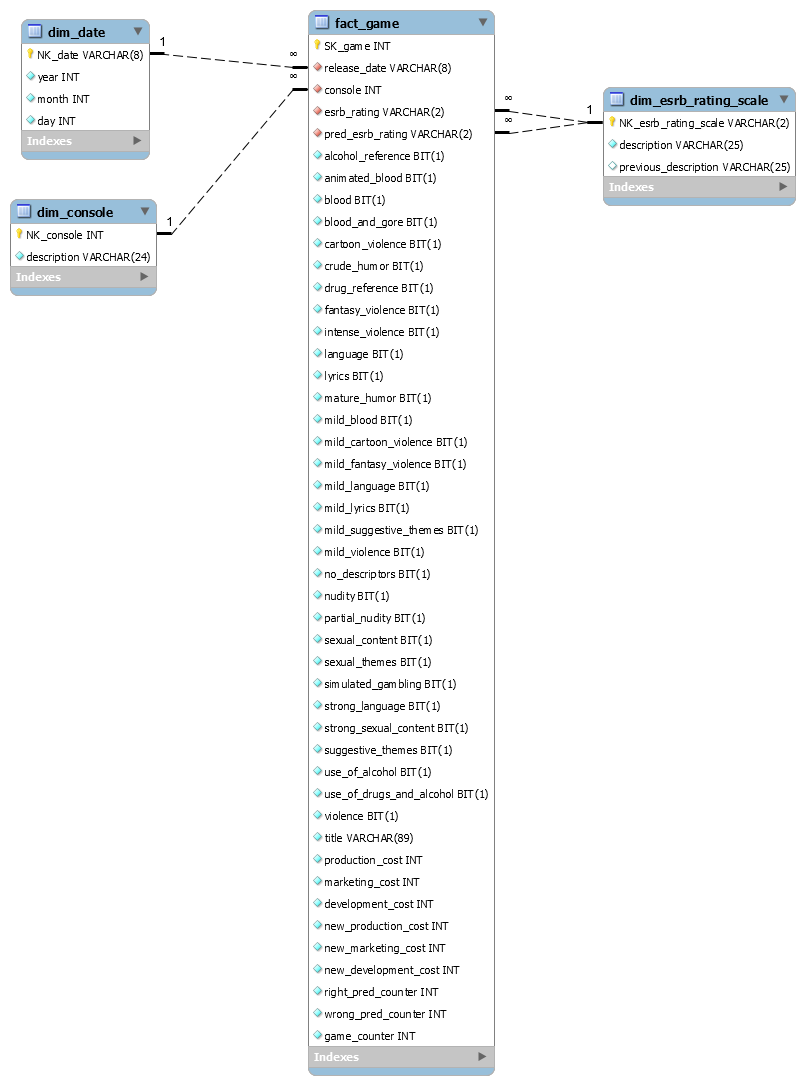 dim_date
NK_date VARCHAR(8)
year INT
month INT
day INT
Indexes
1
∞
∞
dim_console
NK_console INT
description VARCHAR(24)
Indexes
1
fact_game
SK_game INT
release_date VARCHAR(8)
console INT
esrb_rating VARCHAR(2)
pred_esrb_rating VARCHAR(2)
alcohol_reference BIT(1)
animated_blood BIT(1)
blood BIT(1)
blood_and_gore BIT(1)
cartoon_violence BIT(1)
crude_humor BIT(1)
drug_reference BIT(1)
fantasy_violence BIT(1)
intense_violence BIT(1)
language BIT(1)
lyrics BIT(1)
mature_humor BIT(1)
mild_blood BIT(1)
mild_cartoon_violence BIT(1)
mild_fantasy_violence BIT(1)
mild_language BIT(1)
mild_lyrics BIT(1)
mild_suggestive_themes BIT(1)
mild_violence BIT(1)
no_descriptors BIT(1)
nudity BIT(1)
partial_nudity BIT(1)
sexual_content BIT(1)
sexual_themes BIT(1)
simulated_gambling BIT(1)
strong_language BIT(1)
strong_sexual_content BIT(1)
suggestive_themes BIT(1)
use_of_alcohol BIT(1)
use_of_drugs_and_alcohol BIT(1)
violence BIT(1)
title VARCHAR(89)
production_cost INT
marketing_cost INT
development_cost INT
new_production_cost INT
new_marketing_cost INT
new_development_cost INT
right_pred_counter INT
wrong_pred_counter INT
game_counter INT
Indexes
∞
∞
1
dim_esrb_rating_scale
NK_esrb_rating_scale VARCHAR(2)
description VARCHAR(25)
previous_description VARCHAR(25)
Indexes